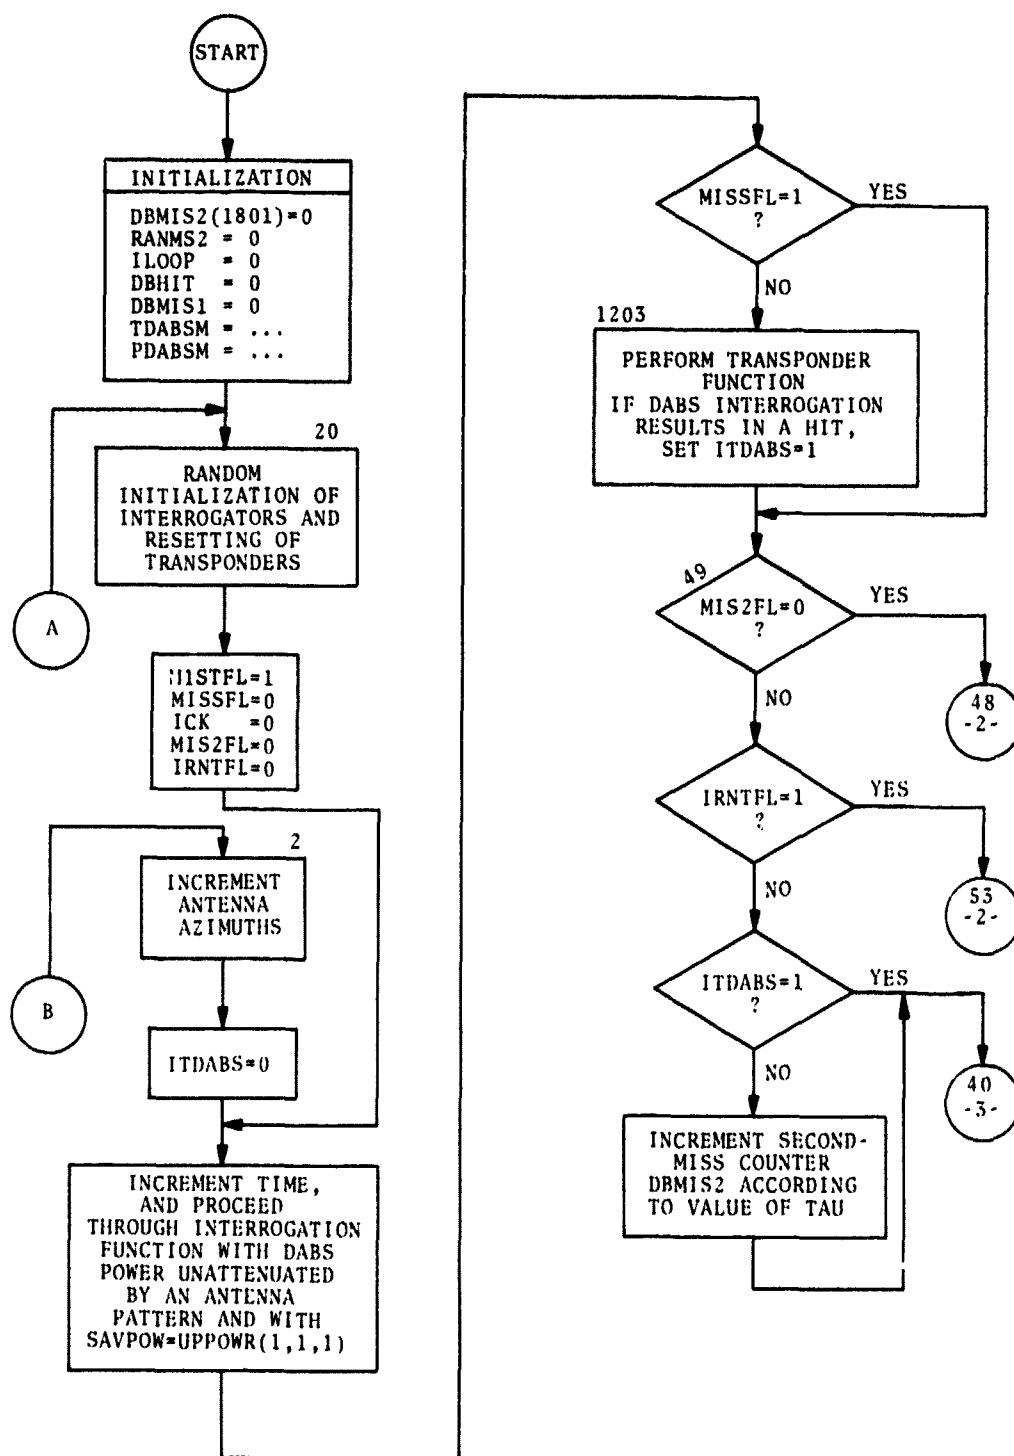 START
INITIALIZATION
DBMIS2(1801)=0
RANMS2 = 0
ILOOP = 0
DBHIT = 0
DBMIS1 = 0
TDABSM = ...
PDABSM = ...
20
RANDOM
INITIALIZATION OF
INTERROGATORS AND
RESETTING OF
TRANSPONDERS
A
MISSFL=0
ICK =0
MIS2FL=0
IRNTFL=0
2
INCREMENT
ANTENNA
AZIMUTHS
B
ITDABS=0
INCREMENT TIME,
AND PROCEED
THROUGH INTERROGATION
FUNCTION WITH DABS
POWER UNATTENUATED
BY AN ANTENNA
PATTERN AND WITH
SAVPOW=UPPOWR(1,1,1)
MISSFL=1
?
YES
NO
1203
PERFORM TRANSPONDER
FUNCTION
IF DABS INTERROGATION
RESULTS IN A HIT,
SET ITDABS=1
49
MIS2FL=0
?
YES
48
-2-
NO
IRNTFL=1
?
YES
53
-2-
NO
ITDABS=1
?
YES
40
-3-
NO
INCREMENT SECOND-
MISS COUNTER
DBMIS2 ACCORDING
TO VALUE OF TAU